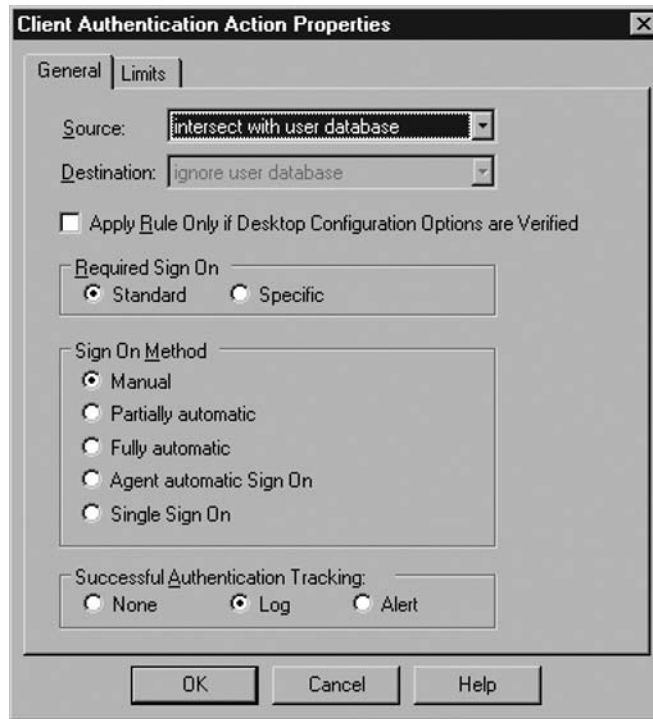 Client Authentication Action Properties
General Limits
Source: intersect with user database
Destination: ignore user database
Apply Rule Only if Desktop Configuration Options are Verified
Required Sign On
Standard Specific
Sign On Method
Manual
Partially automatic
Fully automatic
Agent automatic Sign On
Single Sign On
Successful Authentication Tracking:
None Log Alert
OK Cancel Help